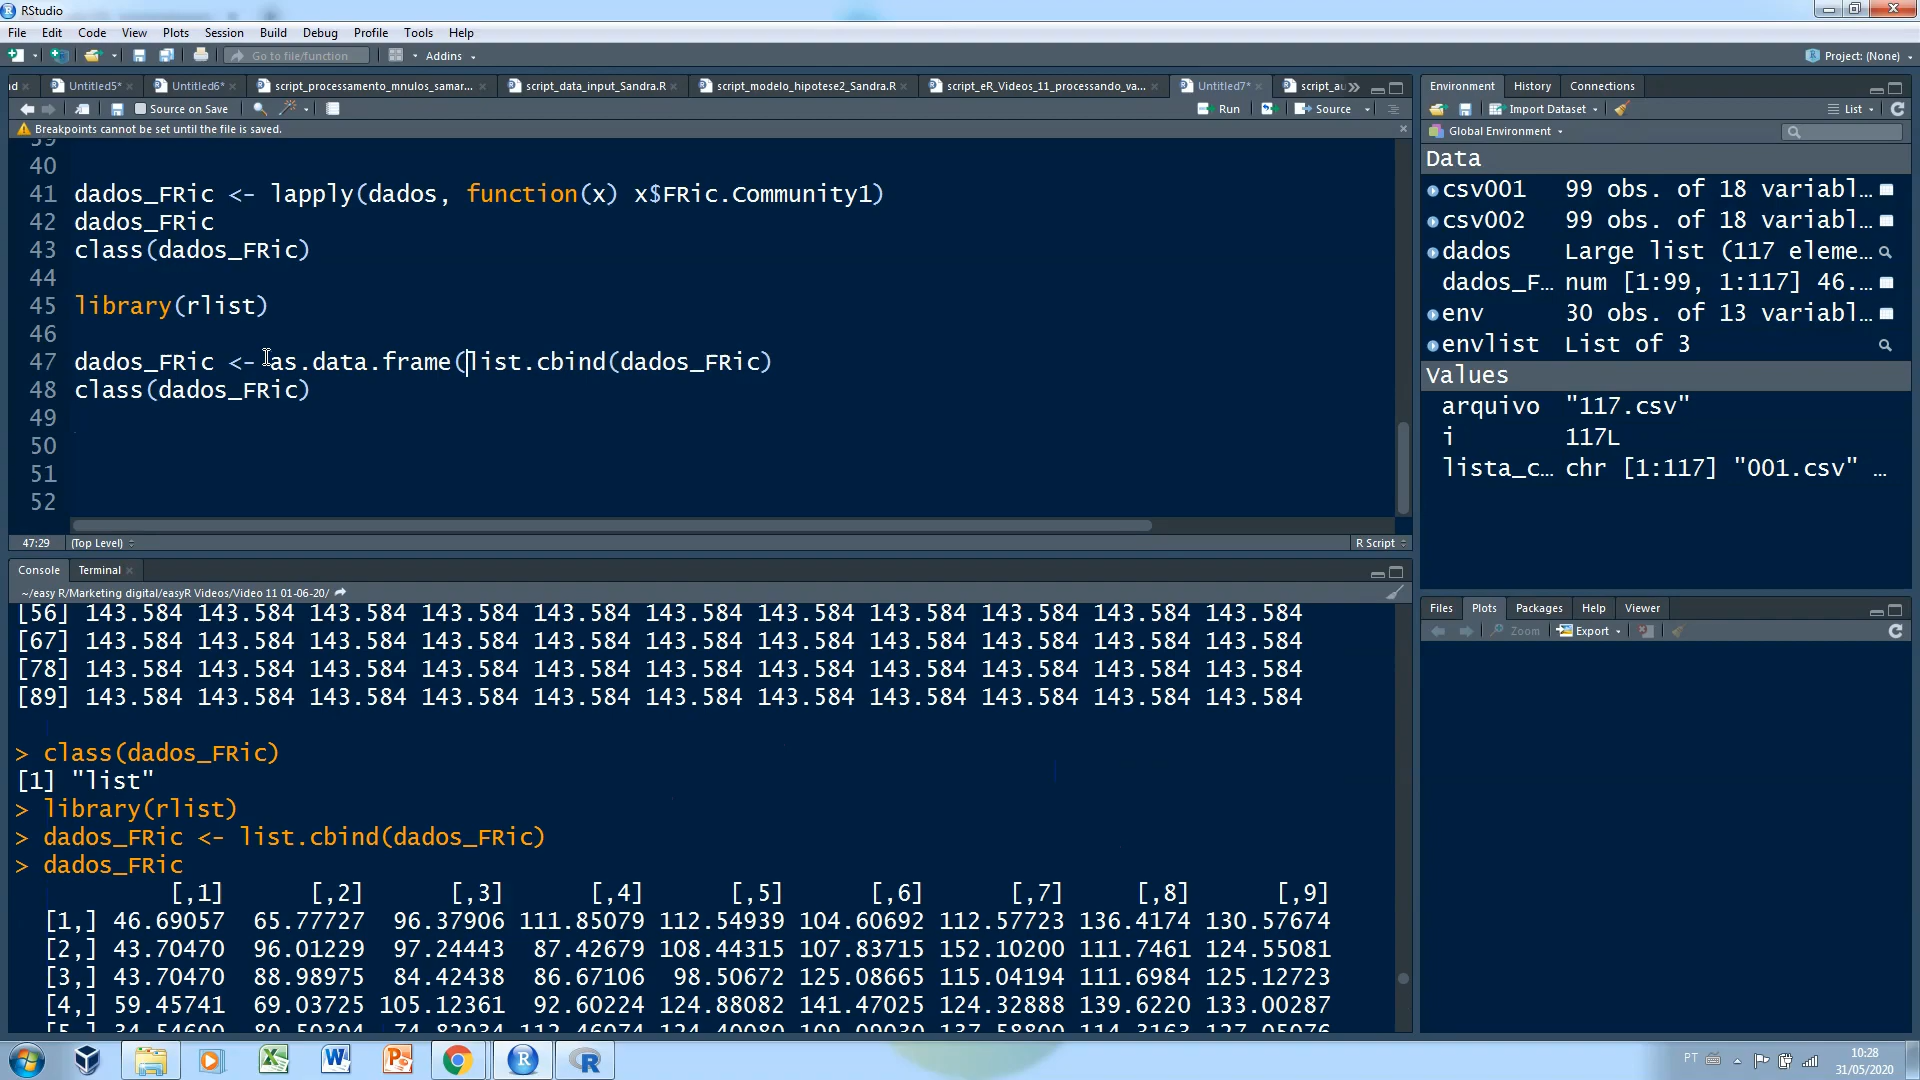 RStudio
File Edit Code View Plots Session Build Debug Profile Tools Help
Go to file/function Addins Project: (None)
Untitled5* Untitled6* script_processamento_mnulos_samar... script_data_input_Sandra.R script_modelo_hipotese2_Sandra.R script_eR_Videos_11_processando_va... Untitled7* script_au
Source on Save Run Source
Breakpoints cannot be set until the file is saved.
39
40
41 dados_FRic <- lapply(dados, function(x) x$FRic.Community1)
42 dados_FRic
43 class(dados_FRic)
44
45 library(rlist)
46
47 dados_FRic <- as.data.frame(list.cbind(dados_FRic)
48 class(dados_FRic)
49
50
51
52
47:29 (Top Level) R Script
Console Terminal
~/easy R/Marketing digital/easyR Videos/Video 11 01-06-20/
[56] 143.584 143.584 143.584 143.584 143.584 143.584 143.584 143.584 143.584 143.584 143.584
[67] 143.584 143.584 143.584 143.584 143.584 143.584 143.584 143.584 143.584 143.584 143.584
[78] 143.584 143.584 143.584 143.584 143.584 143.584 143.584 143.584 143.584 143.584 143.584
[89] 143.584 143.584 143.584 143.584 143.584 143.584 143.584 143.584 143.584 143.584 143.584
> class(dados_FRic)
[1] "list"
> library(rlist)
> dados_FRic <- list.cbind(dados_FRic)
> dados_FRic
[,1] [,2] [,3] [,4] [,5] [,6] [,7] [,8] [,9]
[1,] 46.69057 65.77727 96.37906 111.85079 112.54939 104.60692 112.57723 136.4174 130.57674
[2,] 43.70470 96.01229 97.24443 87.42679 108.44315 107.83715 152.10200 111.7461 124.55081
[3,] 43.70470 88.98975 84.42438 86.67106 98.50672 125.08665 115.04194 111.6984 125.12723
[4,] 59.45741 69.03725 105.12361 92.60224 124.88082 141.47025 124.32888 139.6220 133.00287
Environment History Connections
Import Dataset List
Global Environment
Data
csv001 99 obs. of 18 variabl...
csv002 99 obs. of 18 variabl...
dados Large list (117 eleme...
dados_F... num [1:99, 1:117] 46....
env 30 obs. of 13 variabl...
envlist List of 3
Values
arquivo "117.csv"
i 117L
lista_c... chr [1:117] "001.csv" ...
Files Plots Packages Help Viewer
Zoom Export
PT
10:28
31/05/2020